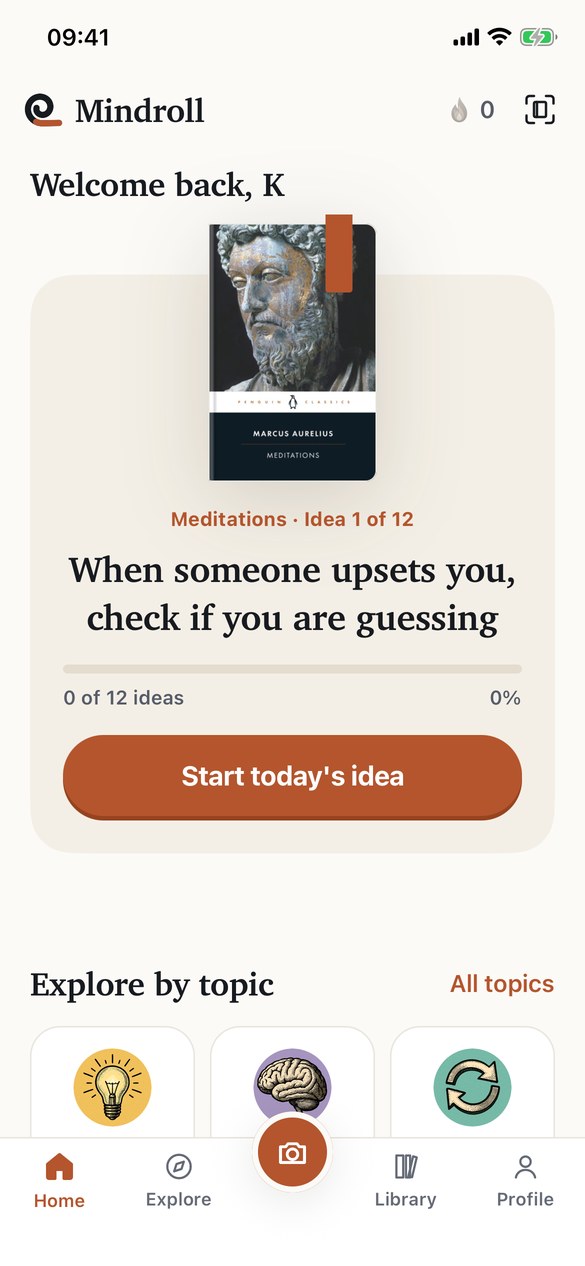 09:41
Mindroll
0
Welcome back, K
PENGUIN CLASSICS
MARCUS AURELIUS
MEDITATIONS
Meditations · Idea 1 of 12
When someone upsets you,
check if you are guessing
0 of 12 ideas
0%
Start today's idea
Explore by topic
All topics
Home
Explore
Library
Profile